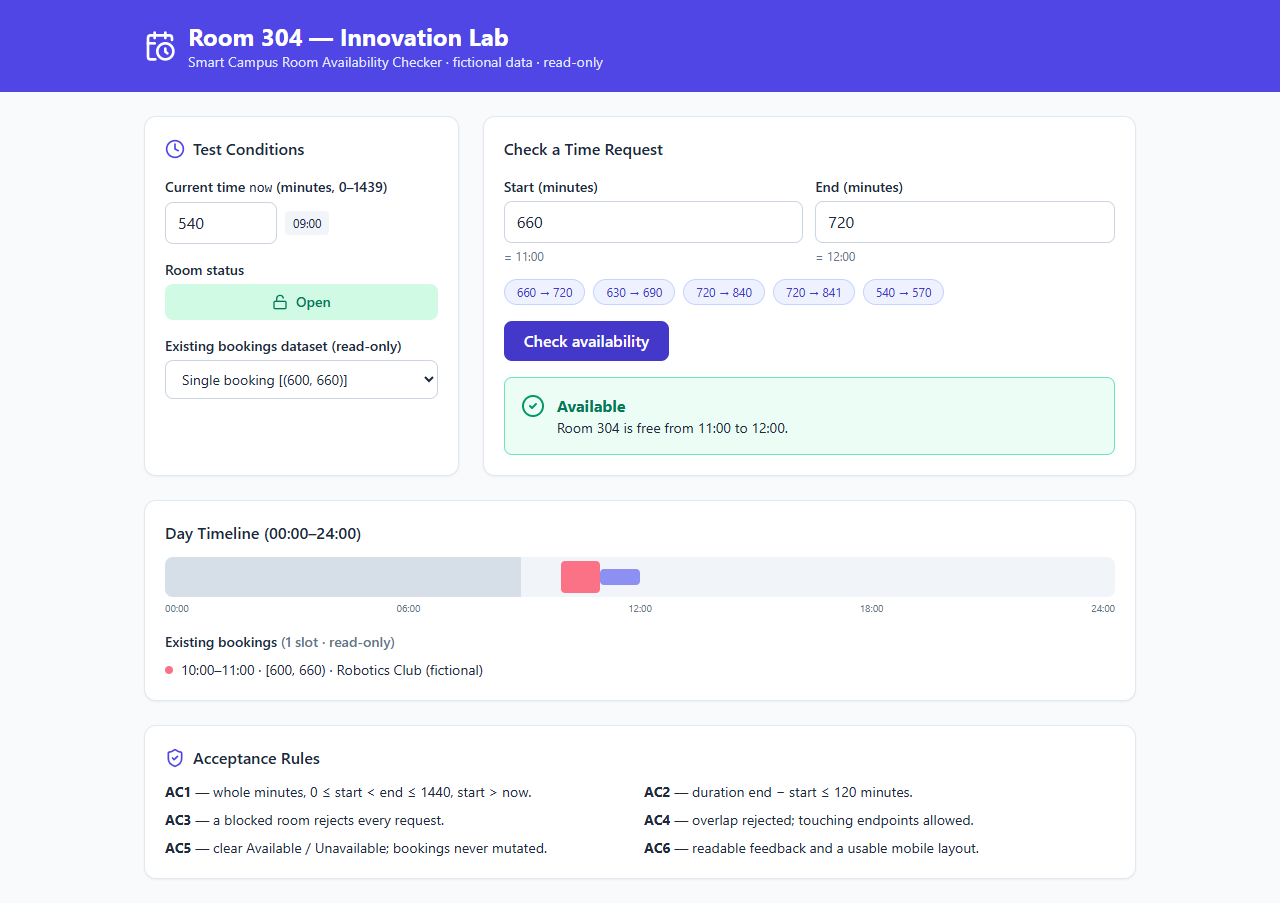 Room 304 — Innovation Lab
Smart Campus Room Availability Checker · fictional data · read-only
Test Conditions
Current time now (minutes, 0–1439)
540
09:00
Room status
Open
Existing bookings dataset (read-only)
Single booking [(600, 660)]
Check a Time Request
Start (minutes)
End (minutes)
660
720
= 11:00
= 12:00
660 → 720
630 → 690
720 → 840
720 → 841
540 → 570
Check availability
Available
Room 304 is free from 11:00 to 12:00.
Day Timeline (00:00–24:00)
00:00
06:00
12:00
18:00
24:00
Existing bookings (1 slot · read-only)
10:00–11:00 · [600, 660) · Robotics Club (fictional)
Acceptance Rules
AC1 — whole minutes, 0 ≤ start < end ≤ 1440, start > now.
AC2 — duration end − start ≤ 120 minutes.
AC3 — a blocked room rejects every request.
AC4 — overlap rejected; touching endpoints allowed.
AC5 — clear Available / Unavailable; bookings never mutated.
AC6 — readable feedback and a usable mobile layout.